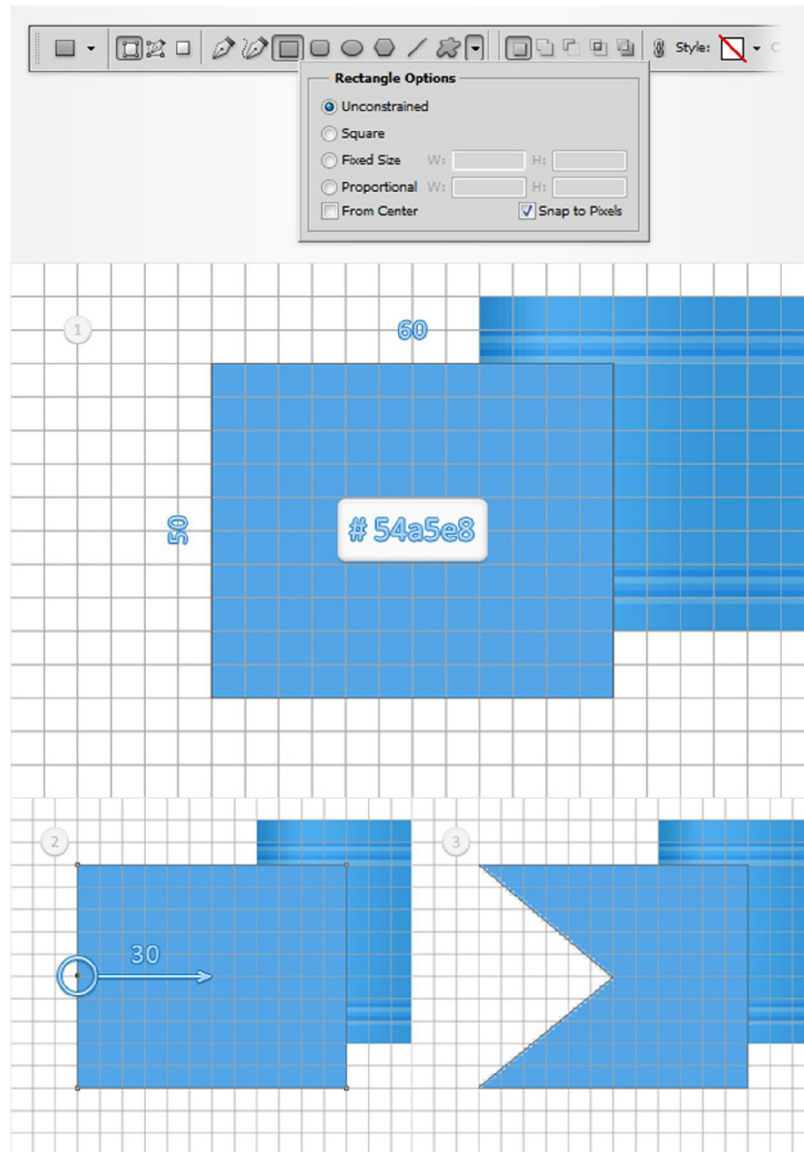 Style:
Rectangle Options
Unconstrained
Square
Fixed Size W: H:
Proportional W: H:
From Center Snap to Pixels
1
60
50
# 54a5e8
2
30
3